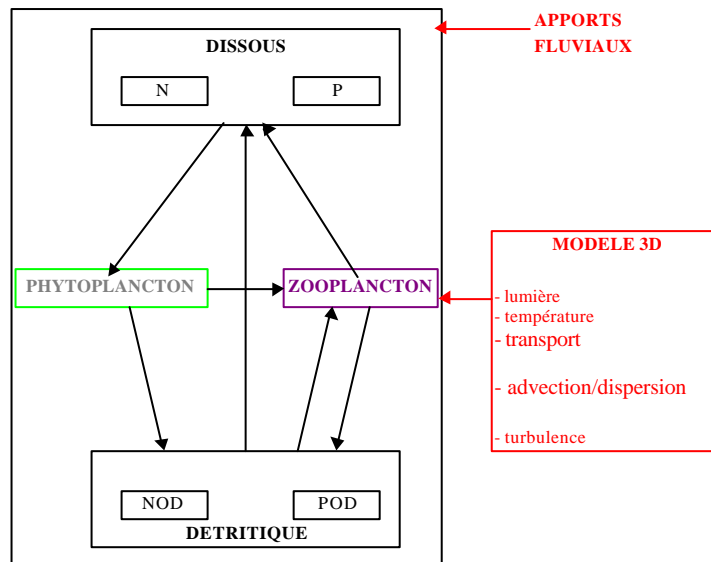 APPORTS
FLUVIAUX
DISSOUS
N P
MODELE 3D
PHYTOPLANCTON ZOOPLANCTON
- lumière
- température
- transport
- advection/dispersion
- turbulence
NOD POD
DETRITIQUE